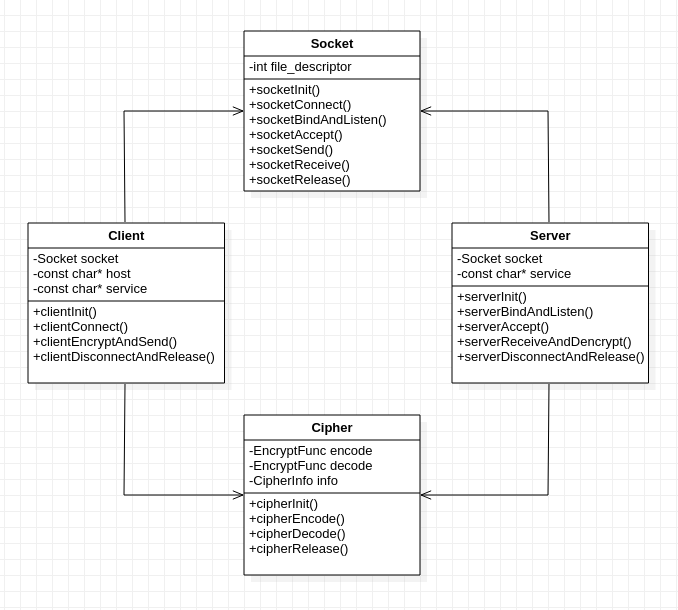 Socket
-int file_descriptor
+socketInit()
+socketConnect()
+socketBindAndListen()
+socketAccept()
+socketSend()
+socketReceive()
+socketRelease()
Client
-Socket socket
-const char* host
-const char* service
+clientInit()
+clientConnect()
+clientEncryptAndSend()
+clientDisconnectAndRelease()
Server
-Socket socket
-const char* service
+serverInit()
+serverBindAndListen()
+serverAccept()
+serverReceiveAndDencrypt()
+serverDisconnectAndRelease()
Cipher
-EncryptFunc encode
-EncryptFunc decode
-CipherInfo info
+cipherInit()
+cipherEncode()
+cipherDecode()
+cipherRelease()